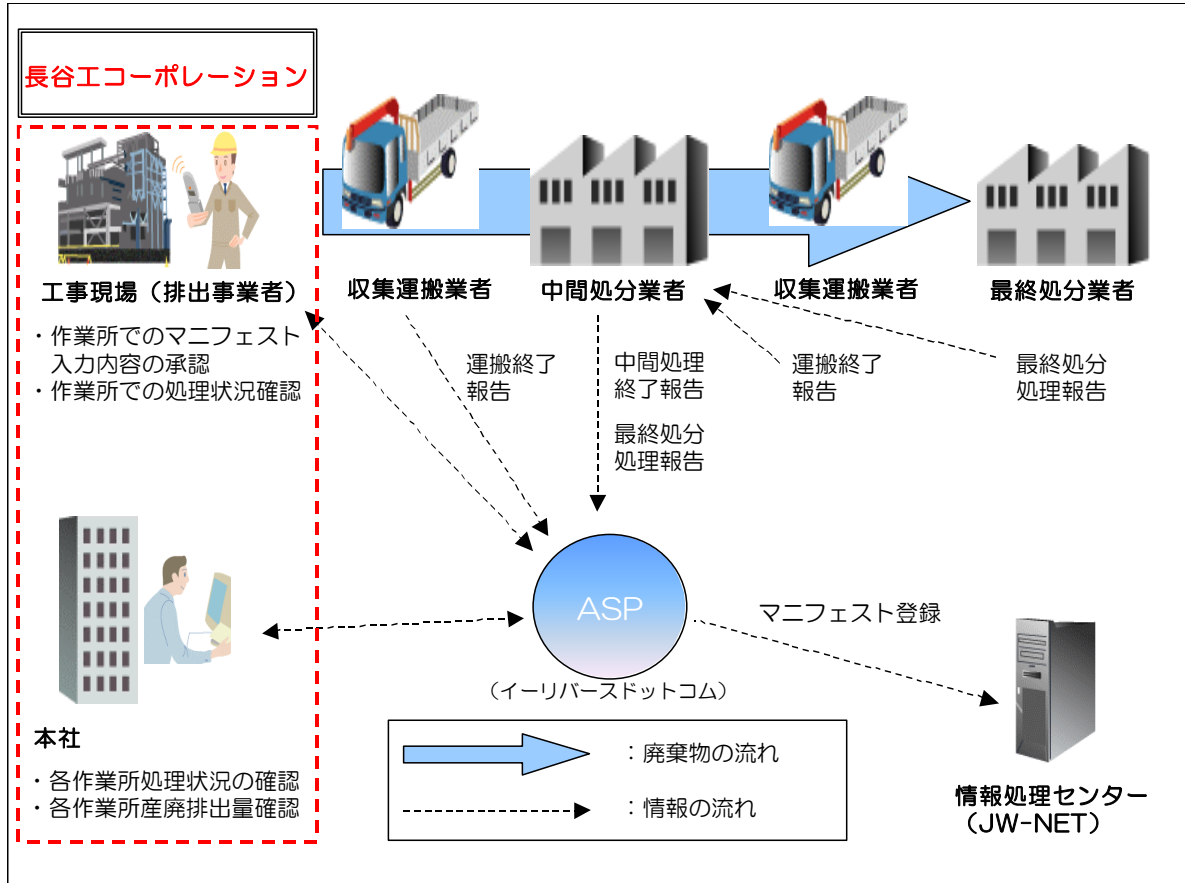 長谷工コーポレーション
工事現場（排出事業者）
・作業所でのマニフェスト
入力内容の承認
・作業所での処理状況確認
収集運搬業者
中間処分業者
収集運搬業者
最終処分業者
運搬終了
報告
中間処理
終了報告
最終処分
処理報告
運搬終了
報告
最終処分
処理報告
ASP
（イーリバースドットコム）
マニフェスト登録
本社
・各作業所処理状況の確認
・各作業所産廃排出量確認
：廃棄物の流れ
：情報の流れ
情報処理センター
（JW-NET）